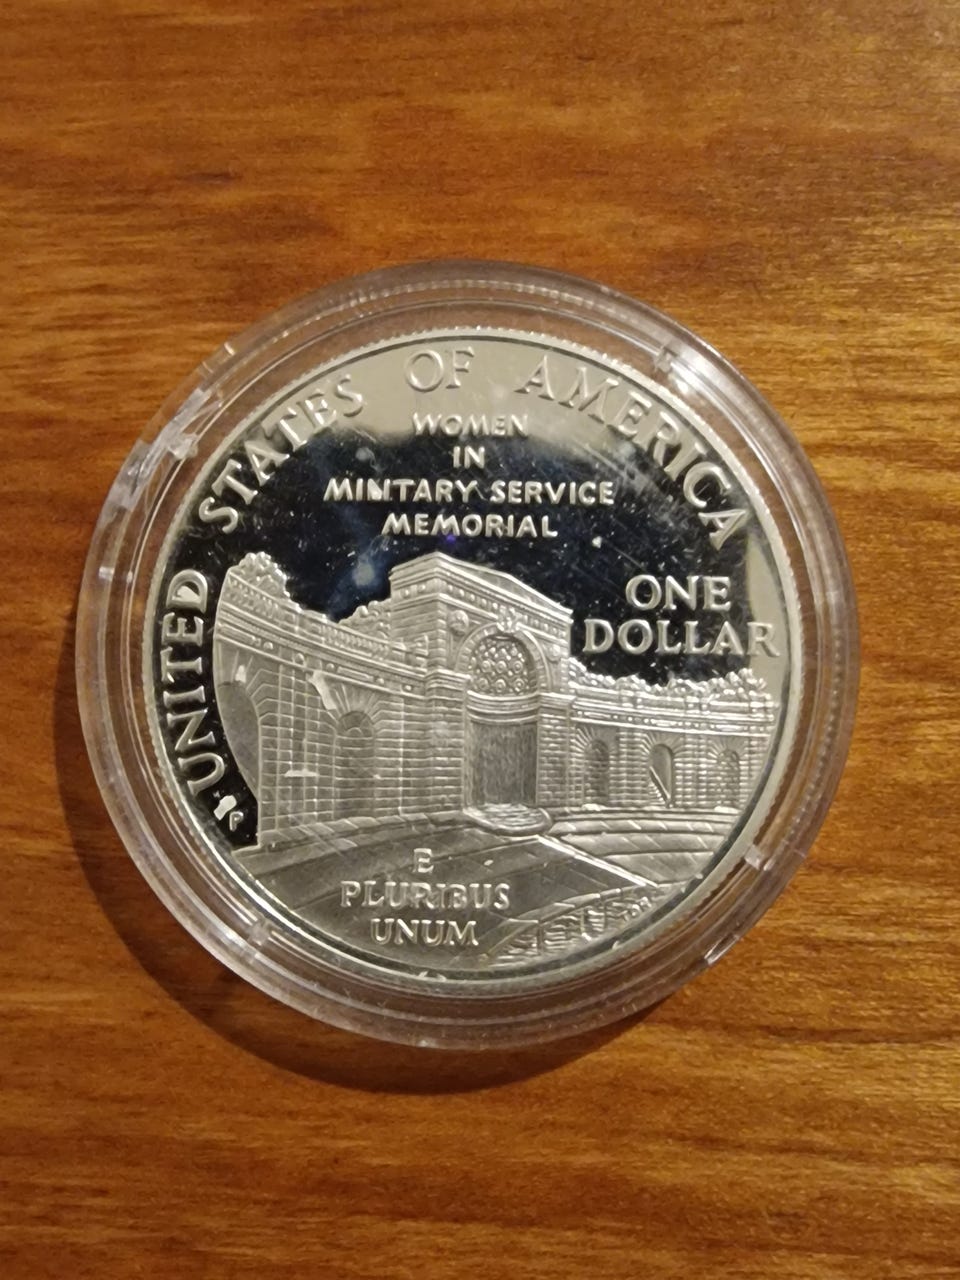 UNITED STATES OF AMERICA
WOMEN
IN
MILITARY SERVICE
MEMORIAL
ONE
DOLLAR
P
E
PLURIBUS
UNUM